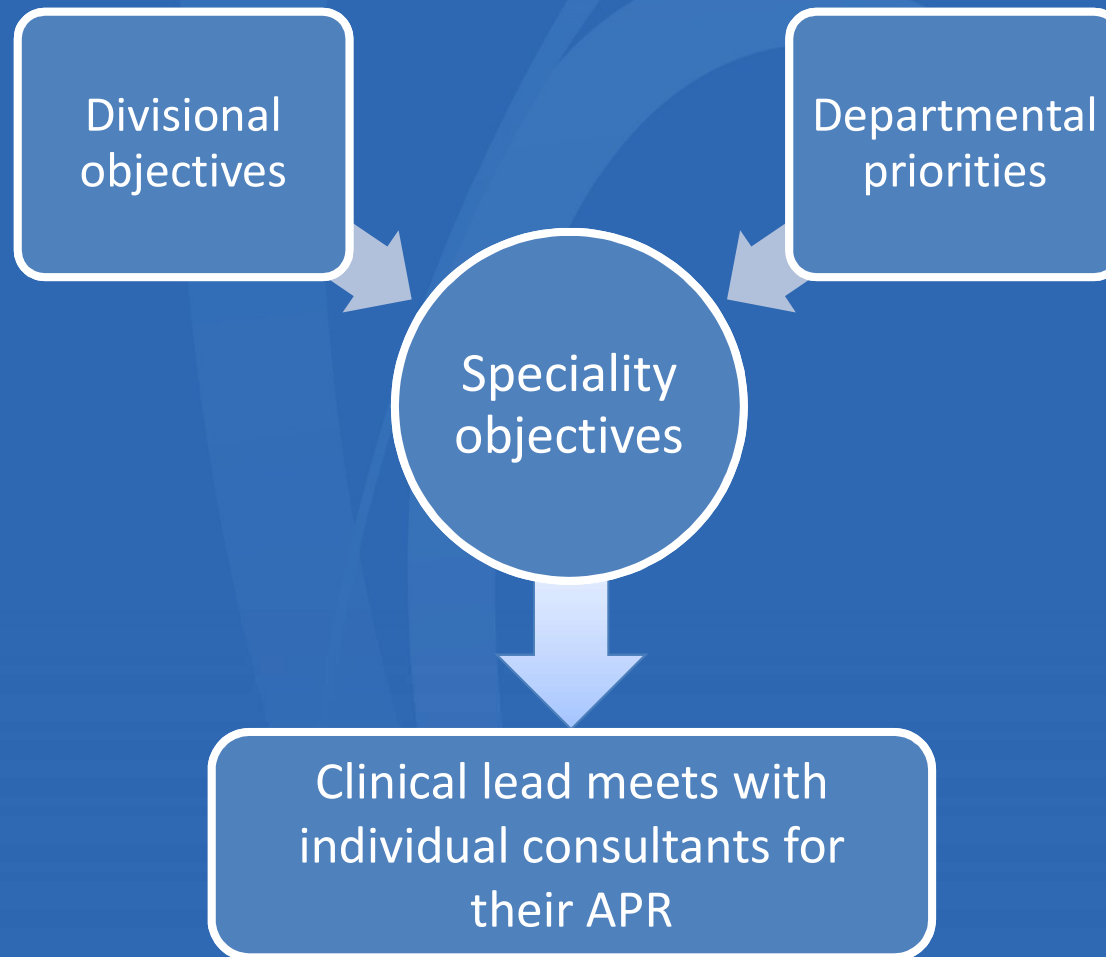 Divisional
objectives
Departmental
priorities
Speciality
objectives
Clinical lead meets with
individual consultants for
their APR